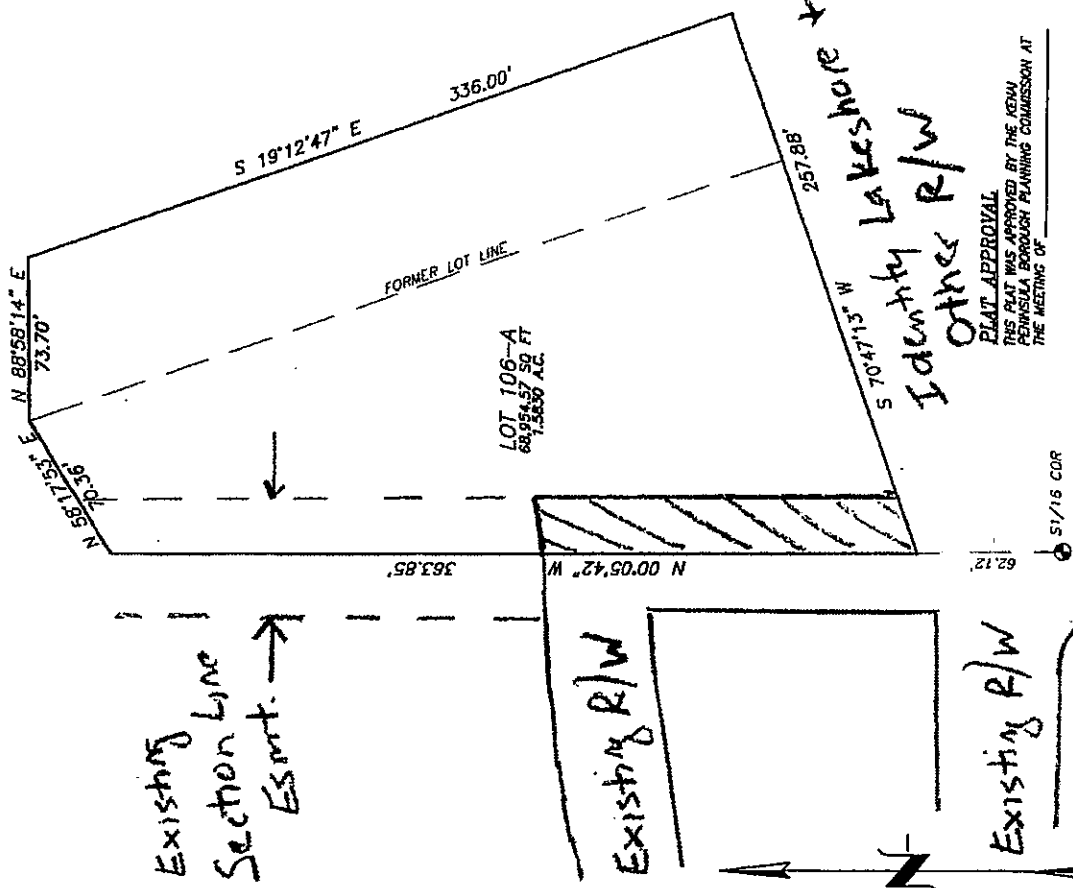 N 88°58'14" E
73.70'
N 58°17'53" E
70.36'
S 19°12'47" E
336.00'
FORMER LOT LINE
LOT 106-A
68,954.57 SQ FT
1.5830 A.C.
Existing
Section Line
Esmt.
363.85'
N 00°05'42" W
257.88'
S 70°47'13" W
Identify Lakeshore +
Other R/W
Existing R/W
62.12'
S1/16 COR
Existing R/W
N
PLAT APPROVAL
THIS PLAT WAS APPROVED BY THE KENAI
PENINSULA BOROUGH PLANNING COMMISSION AT
THE MEETING OF